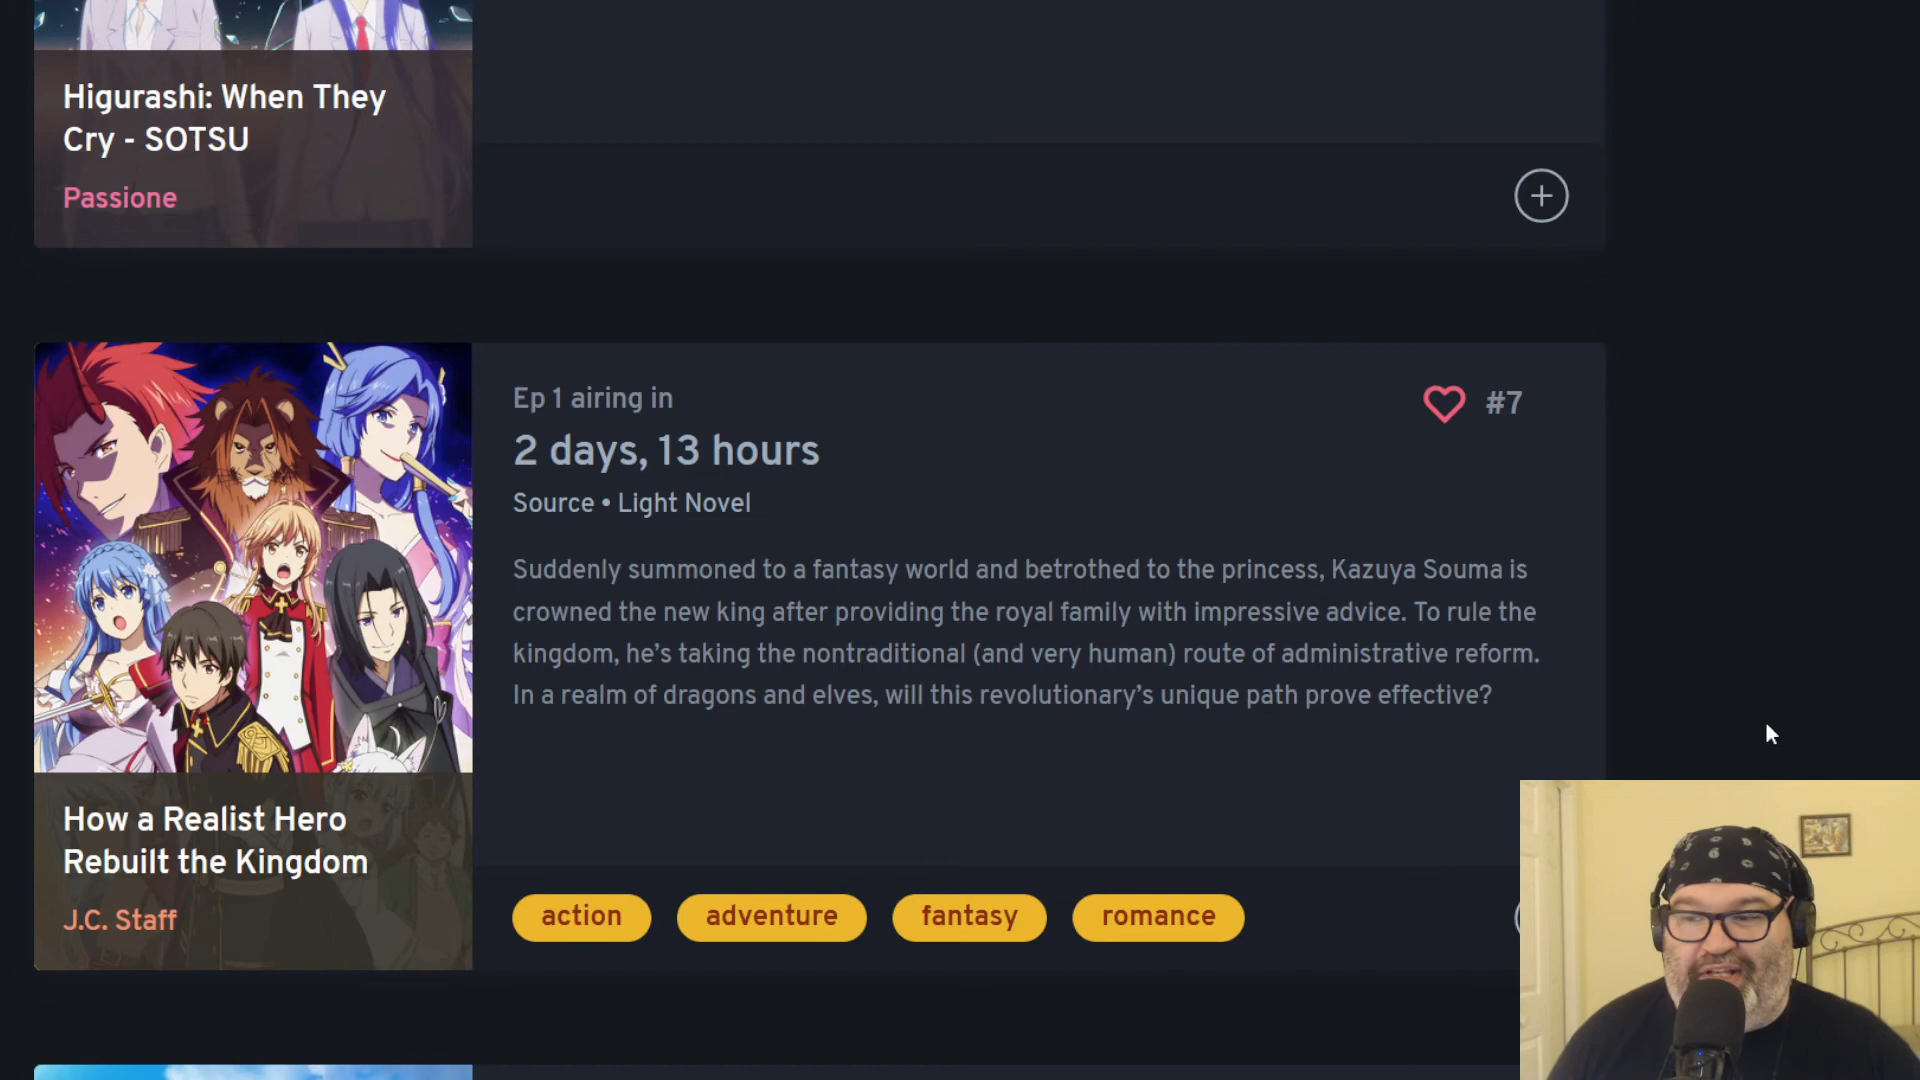 Higurashi: When They
Cry - SOTSU
Passione
Ep 1 airing in
#7
2 days, 13 hours
Source • Light Novel
Suddenly summoned to a fantasy world and betrothed to the princess, Kazuya Souma is
crowned the new king after providing the royal family with impressive advice. To rule the
kingdom, he’s taking the nontraditional (and very human) route of administrative reform.
In a realm of dragons and elves, will this revolutionary’s unique path prove effective?
How a Realist Hero
Rebuilt the Kingdom
J.C. Staff
action
adventure
fantasy
romance